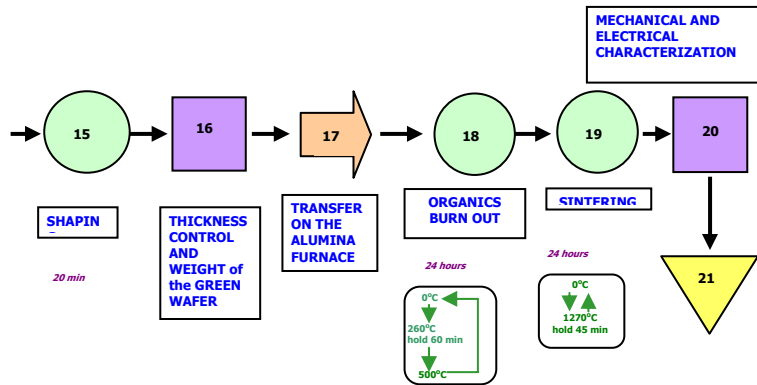 MECHANICAL AND
ELECTRICAL
CHARACTERIZATION
15
16
17
18
19
20
SHAPIN
THICKNESS
CONTROL
AND
WEIGHT of
the GREEN
WAFER
TRANSFER
ON THE
ALUMINA
FURNACE
ORGANICS
BURN OUT
SINTERING
20 min
24 hours
24 hours
21
0°C
260°C
hold 60 min
500°C
0°C
1270°C
hold 45 min